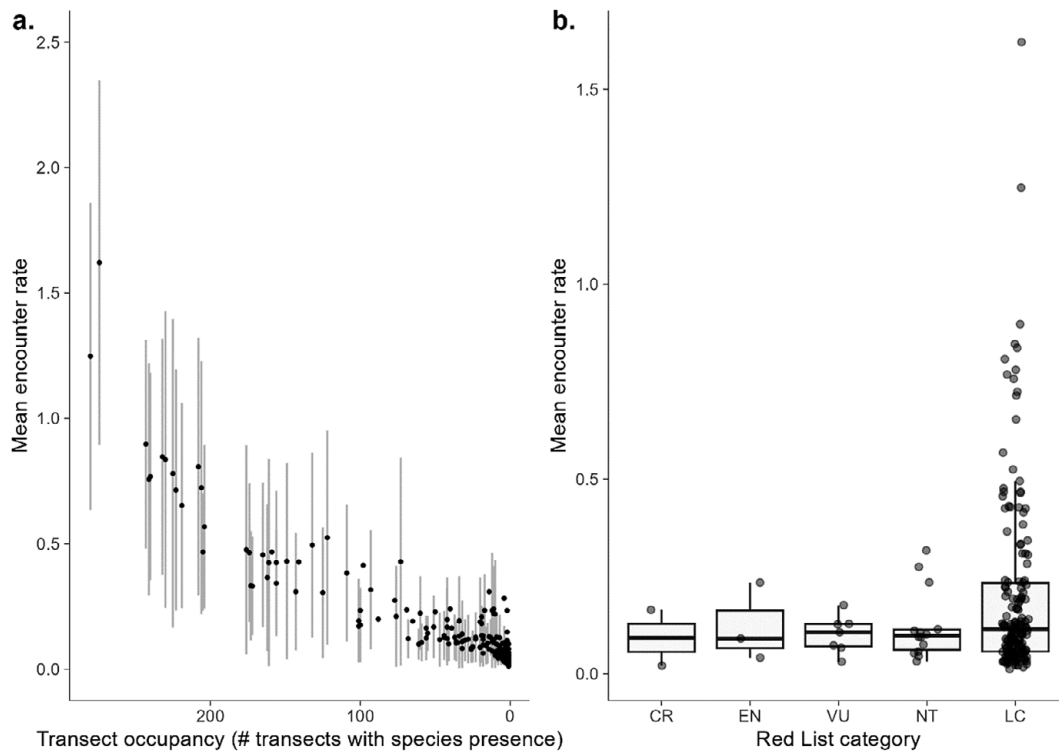 a.
2.5
2.0
1.5
1.0
0.5
0.0
Mean encounter rate
200
100
0
Transect occupancy (# transects with species presence)
b.
1.5
1.0
0.5
0.0
Mean encounter rate
CR
EN
VU
NT
LC
Red List category